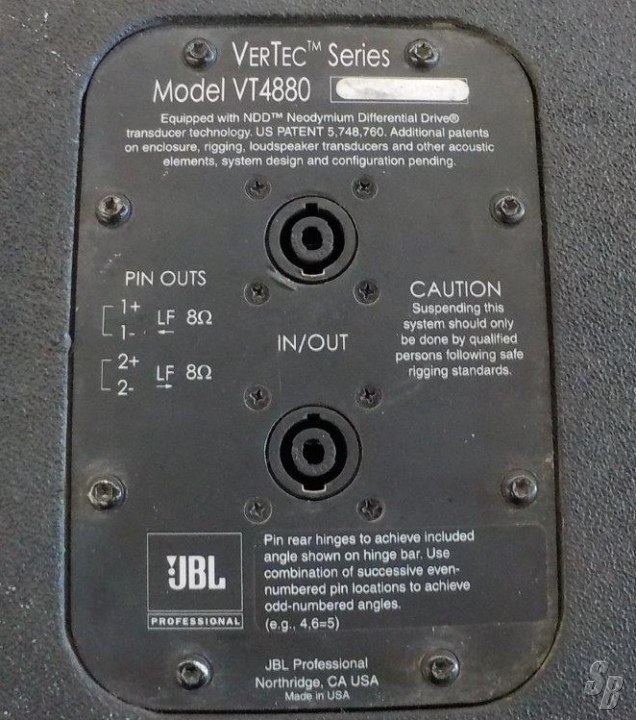 VERTEC™ Series
Model VT4880
Equipped with NDD™ Neodymium Differential Drive®
transducer technology. US PATENT 5,748,760. Additional patents
on enclosure, rigging, loudspeaker transducers and other acoustic
elements, system design and configuration pending.
PIN OUTS
1+
1- LF 8Ω
2+
2- LF 8Ω
IN/OUT
CAUTION
Suspending this
system should only
be done by qualified
persons following safe
rigging standards.
JBL
PROFESSIONAL
Pin rear hinges to achieve included
angle shown on hinge bar. Use
combination of successive even-
numbered pin locations to achieve
odd-numbered angles.
(e.g., 4,6=5)
JBL Professional
Northridge, CA USA
Made in USA